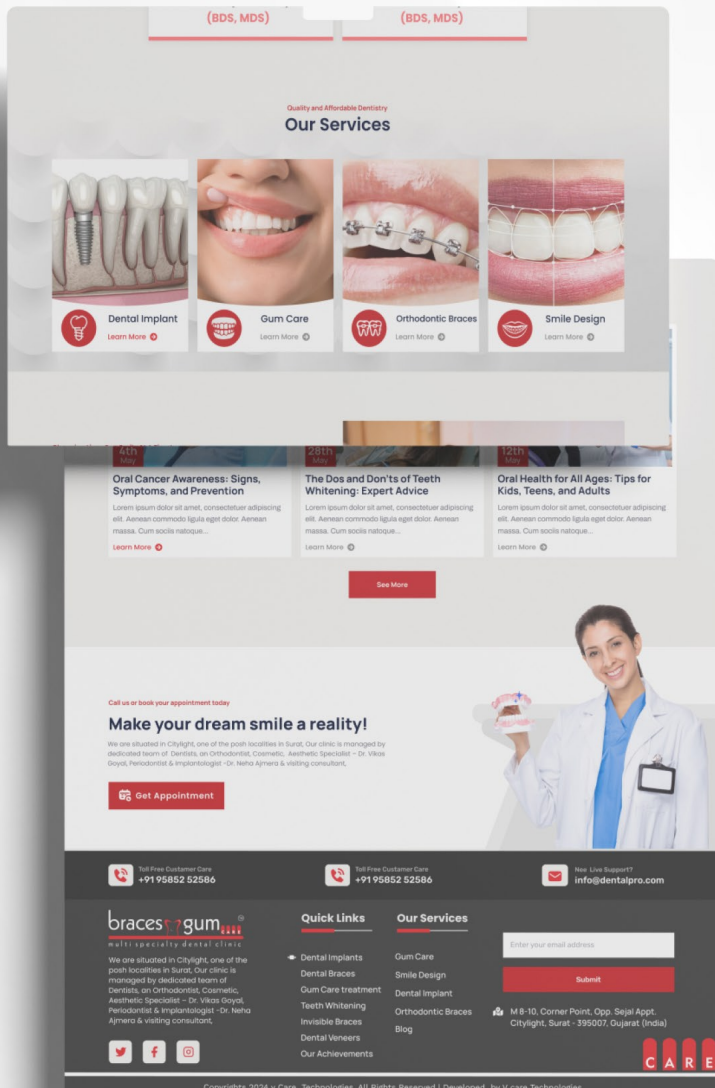 (BDS, MDS)
(BDS, MDS)
Quality and Affordable Dentistry
Our Services
Dental Implant
Learn More
Gum Care
Learn More
Orthodontic Braces
Learn More
Smile Design
Learn More
4th
May
28th
May
12th
May
Oral Cancer Awareness: Signs,
Symptoms, and Prevention
Lorem ipsum dolor sit amet, consectetuer adipiscing
elit. Aenean commodo ligula eget dolor. Aenean
massa. Cum sociis natoque...
Learn More
The Dos and Don'ts of Teeth
Whitening: Expert Advice
Lorem ipsum dolor sit amet, consectetuer adipiscing
elit. Aenean commodo ligula eget dolor. Aenean
massa. Cum sociis natoque...
Learn More
Oral Health for All Ages: Tips for
Kids, Teens, and Adults
Lorem ipsum dolor sit amet, consectetuer adipiscing
elit. Aenean commodo ligula eget dolor. Aenean
massa. Cum sociis natoque...
Learn More
See More
Call us or book your appointment today
Make your dream smile a reality!
We are situated in Citylight, one of the posh localities in Surat, Our clinic is managed by
dedicated team of Dentists, an Orthodontist, Cosmetic, Aesthetic Specialist – Dr. Vikas
Goyal, Periodontist & Implantologist -Dr. Neha Ajmera & visiting consultant,
Get Appointment
Toll Free Custamer Care
+91 95852 52586
Toll Free Custamer Care
+91 95852 52586
Nee Live Support?
info@dentalpro.com
braces gum
multi specialty dental clinic
We are situated in Citylight, one of the
posh localities in Surat, Our clinic is
managed by dedicated team of
Dentists, an Orthodontist, Cosmetic,
Aesthetic Specialist – Dr. Vikas Goyal,
Periodontist & Implantologist -Dr. Neha
Ajmera & visiting consultant,
Quick Links
Dental Implants
Dental Braces
Gum Care treatment
Teeth Whitening
Invisible Braces
Dental Veneers
Our Achievements
Our Services
Gum Care
Smile Design
Dental Implant
Orthodontic Braces
Blog
Enter your email address
Submit
M 8-10, Corner Point, Opp. Sejal Appt.
Citylight, Surat - 395007, Gujarat (India)
CARE
Copyrights 2024 v Care Technologies. All Rights Reserved | Developed by V care Technologies